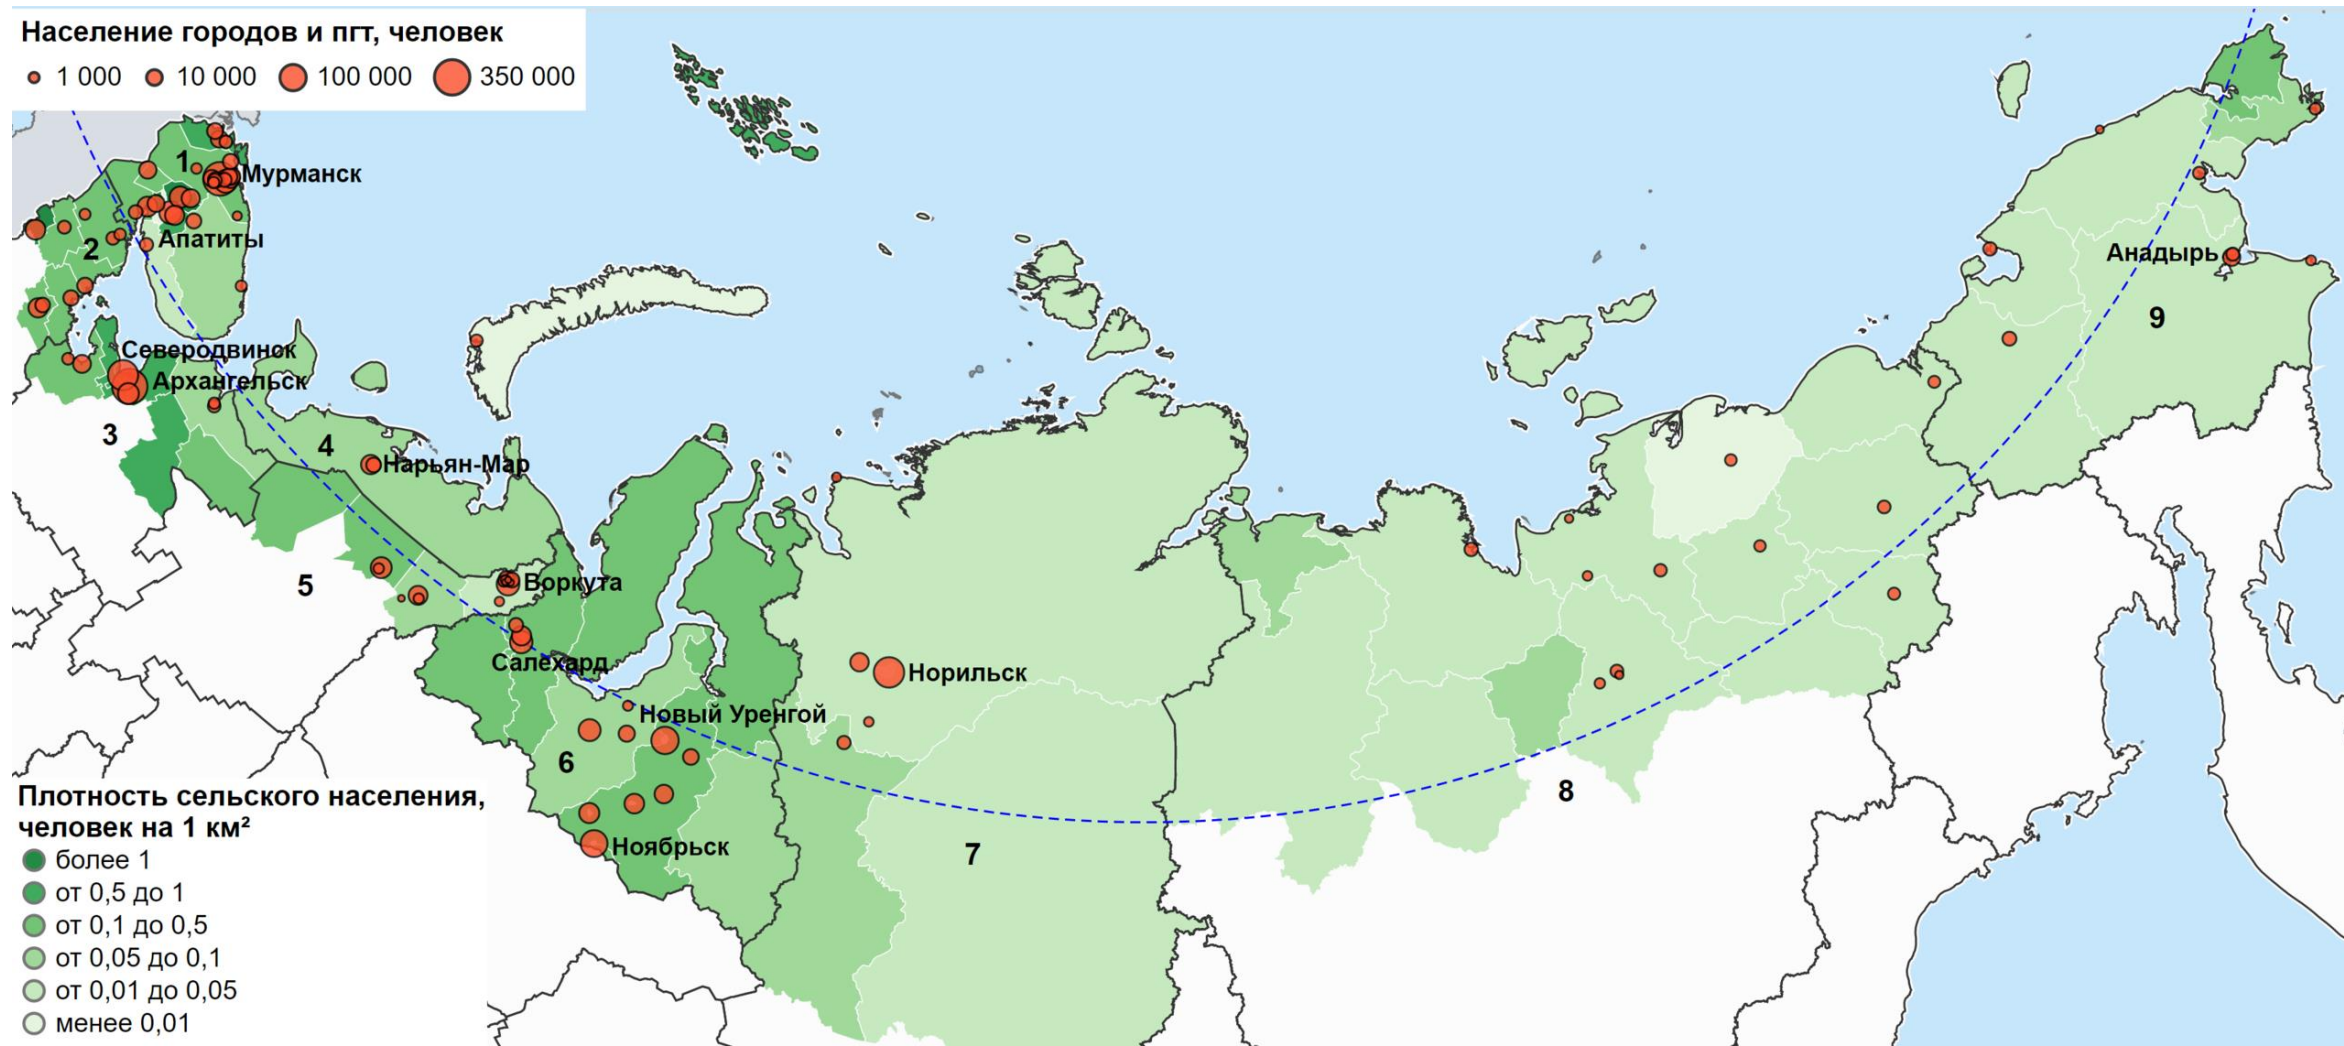 Население городов и пгт, человек
1 000 10 000 100 000 350 000
1
Мурманск
2
Апатиты
Анадырь
9
Северодвинск
Архангельск
3
4
Нарьян-Мар
5
Воркута
Салехард
Норильск
Новый Уренгой
6
8
Ноябрьск
7
Плотность сельского населения,
человек на 1 км²
более 1
от 0,5 до 1
от 0,1 до 0,5
от 0,05 до 0,1
от 0,01 до 0,05
менее 0,01